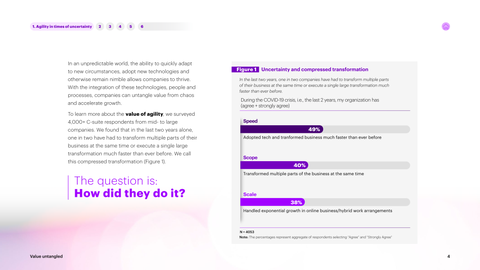 1. Agility in times of uncertainty 2 3 4 5 6
In an unpredictable world, the ability to quickly adapt
to new circumstances, adopt new technologies and
otherwise remain nimble allows companies to thrive.
With the integration of these technologies, people and
processes, companies can untangle value from chaos
and accelerate growth.
To learn more about the value of agility, we surveyed
4,000+ C-suite respondents from mid- to large
companies. We found that in the last two years alone,
one in two have had to transform multiple parts of their
business at the same time or execute a single large
transformation much faster than ever before. We call
this compressed transformation (Figure 1).
The question is:
How did they do it?
Figure 1 Uncertainty and compressed transformation
In the last two years, one in two companies have had to transform multiple parts
of their business at the same time or execute a single large transformation much
faster than ever before.
During the COVID-19 crisis, i.e., the last 2 years, my organization has
(agree + strongly agree)
Speed
49%
Adopted tech and tranformed business much faster than ever before
Scope
40%
Transformed multiple parts of the business at the same time
Scale
38%
Handled exponential growth in online business/hybrid work arrangements
N = 4053
Note: The percentages represent aggregate of respondents selecting "Agree" and "Strongly Agree"
Value untangled
4